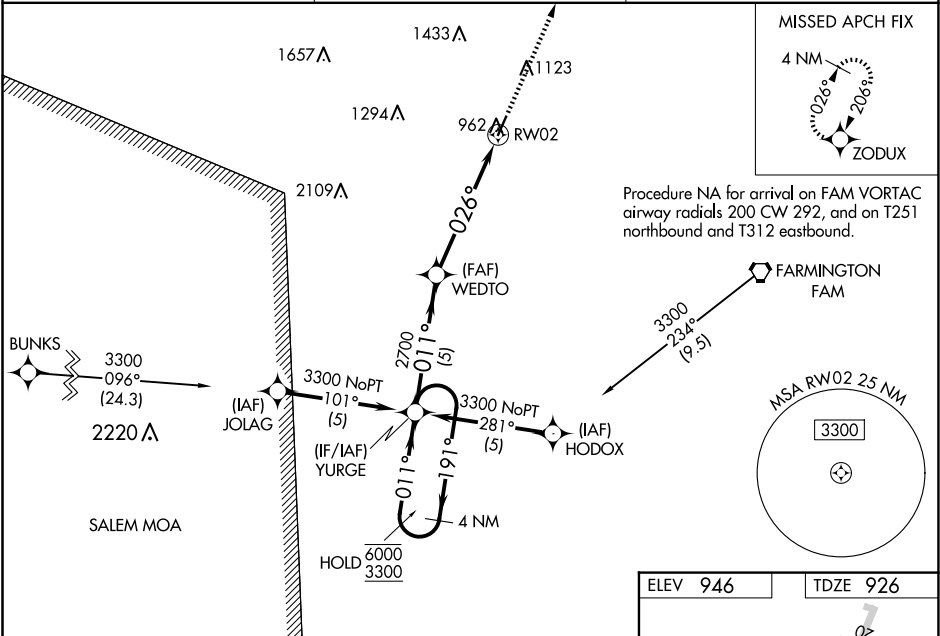 MISSED APCH FIX
4 NM
026°
206°
ZODUX
1433
1657
1123
1294
962
RW02
2109
Procedure NA for arrival on FAM VORTAC
airway radials 200 CW 292, and on T251
northbound and T312 eastbound.
026°
(FAF)
WEDTO
FARMINGTON
FAM
3300
234°
(9.5)
2700
011°
(5)
BUNKS
3300
096°
(24.3)
2220
3300 NoPT
101°
(5)
(IAF)
JOLAG
3300 NoPT
281°
(5)
(IAF)
HODOX
(IF/IAF)
YURGE
011°
191°
4 NM
HOLD
6000
3300
MSA RW02 25 NM
3300
SALEM MOA
ELEV 946
TDZE 926